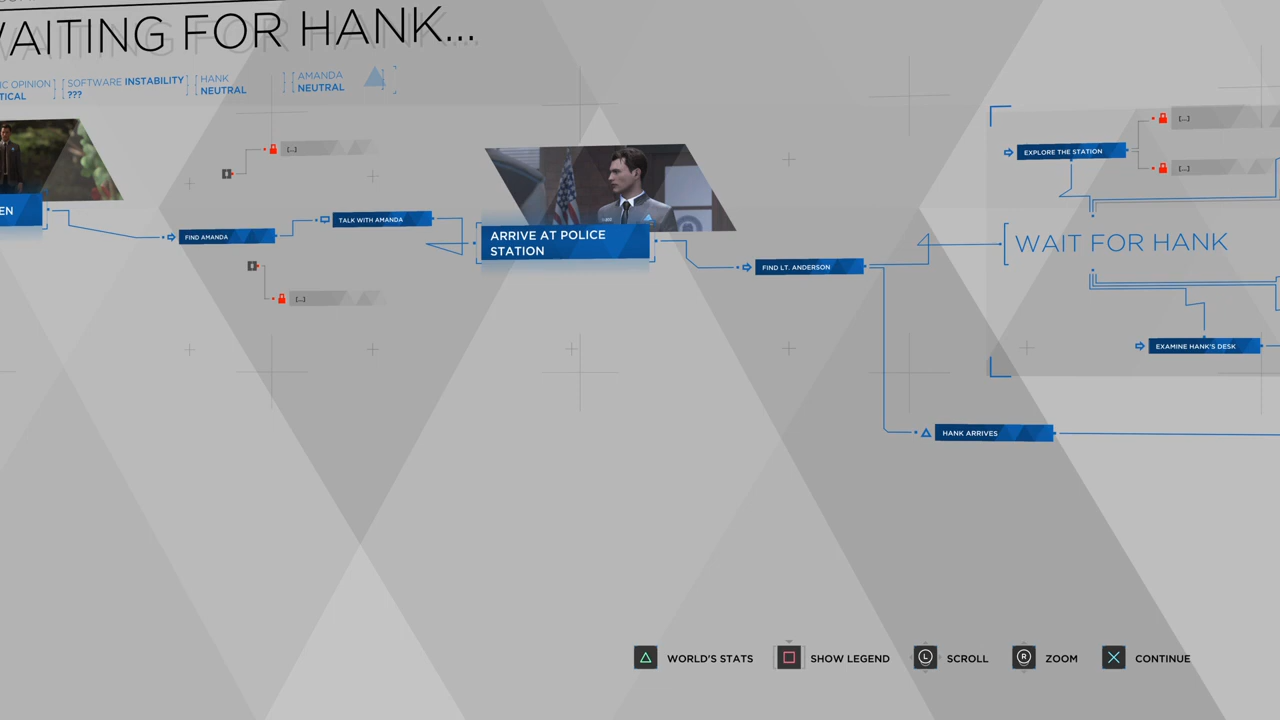 WAITING FOR HANK...
IC OPINION
TICAL
SOFTWARE INSTABILITY
???
HANK
NEUTRAL
AMANDA
NEUTRAL
[...]
[...]
EXPLORE THE STATION
[...]
EN
FIND AMANDA
TALK WITH AMANDA
ARRIVE AT POLICE
STATION
FIND LT. ANDERSON
WAIT FOR HANK
[...]
EXAMINE HANK'S DESK
HANK ARRIVES
WORLD'S STATS
SHOW LEGEND
L
SCROLL
R
ZOOM
CONTINUE